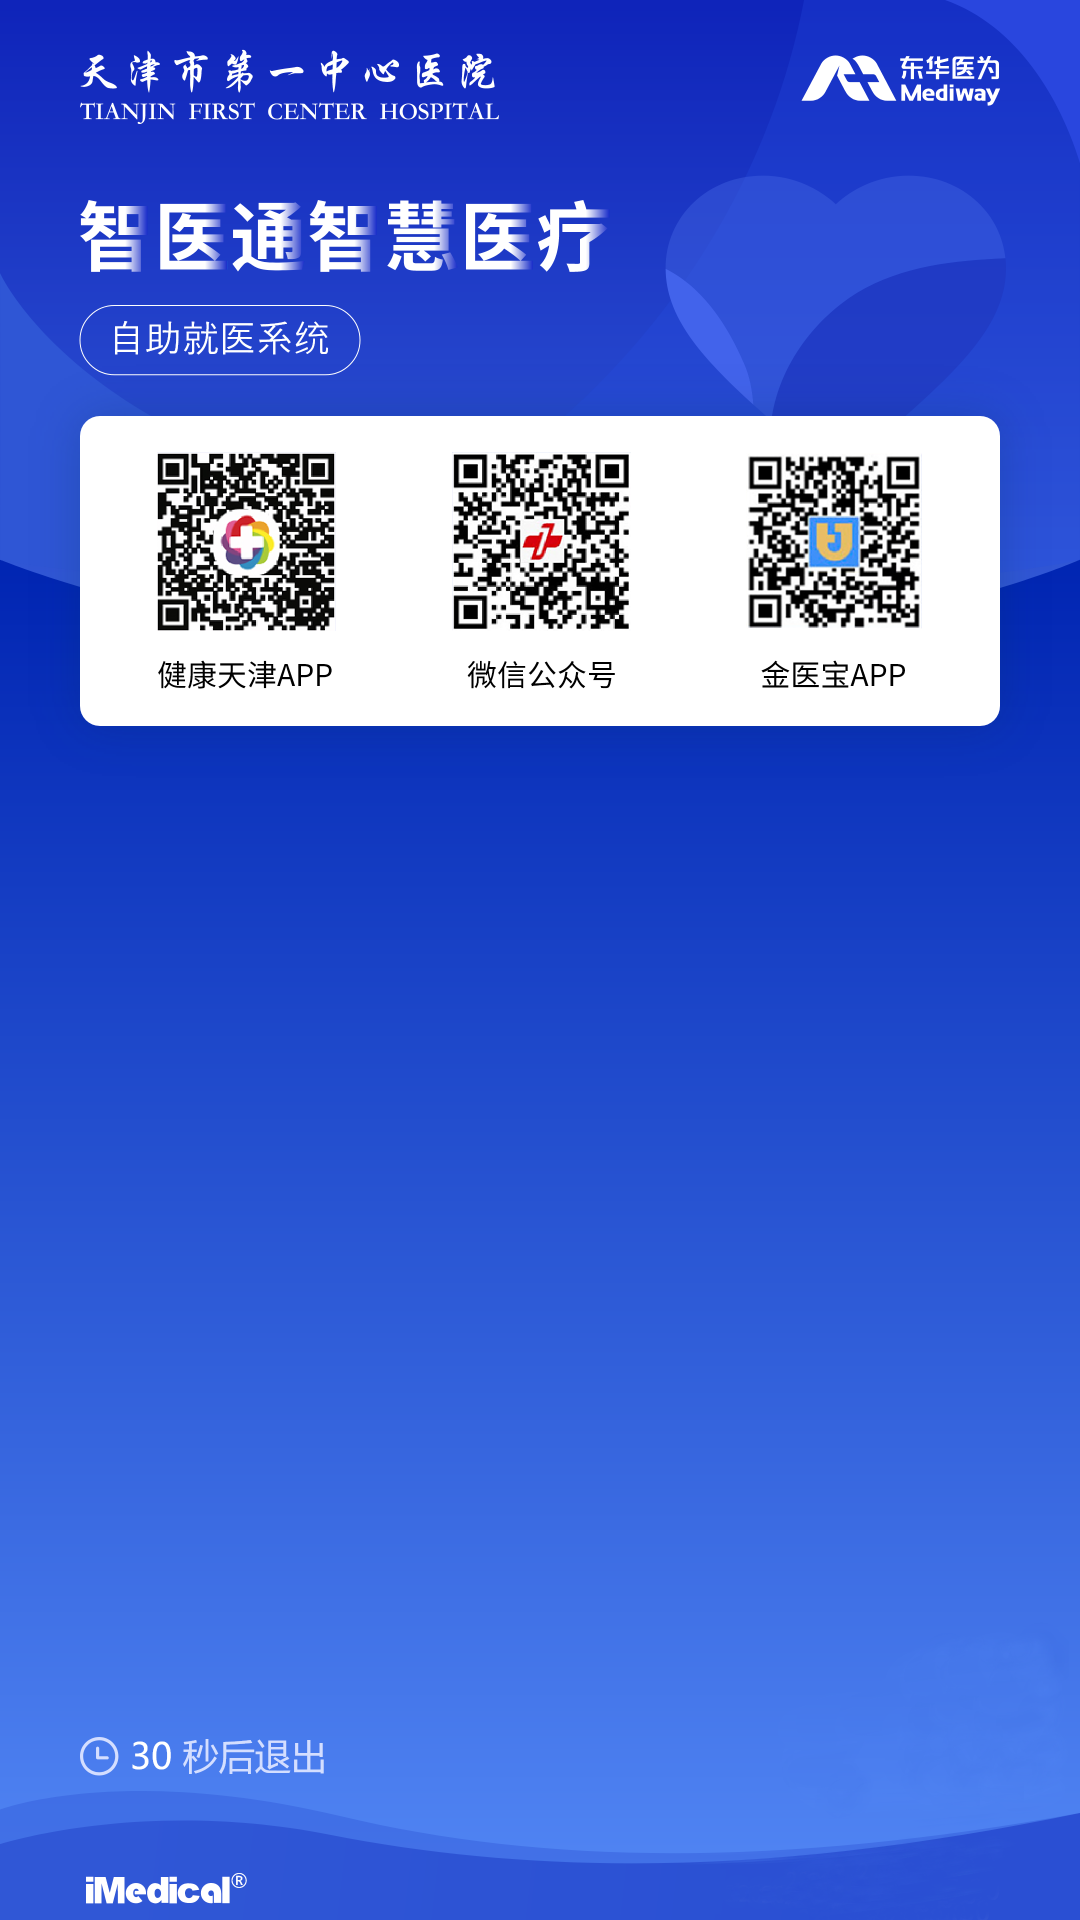 天津市第一中心医院
TIANJIN FIRST CENTER HOSPITAL
东华医为
Mediway
智医通智慧医疗
自助就医系统
健康天津APP
微信公众号
金医宝APP
30 秒后退出
iMedical®